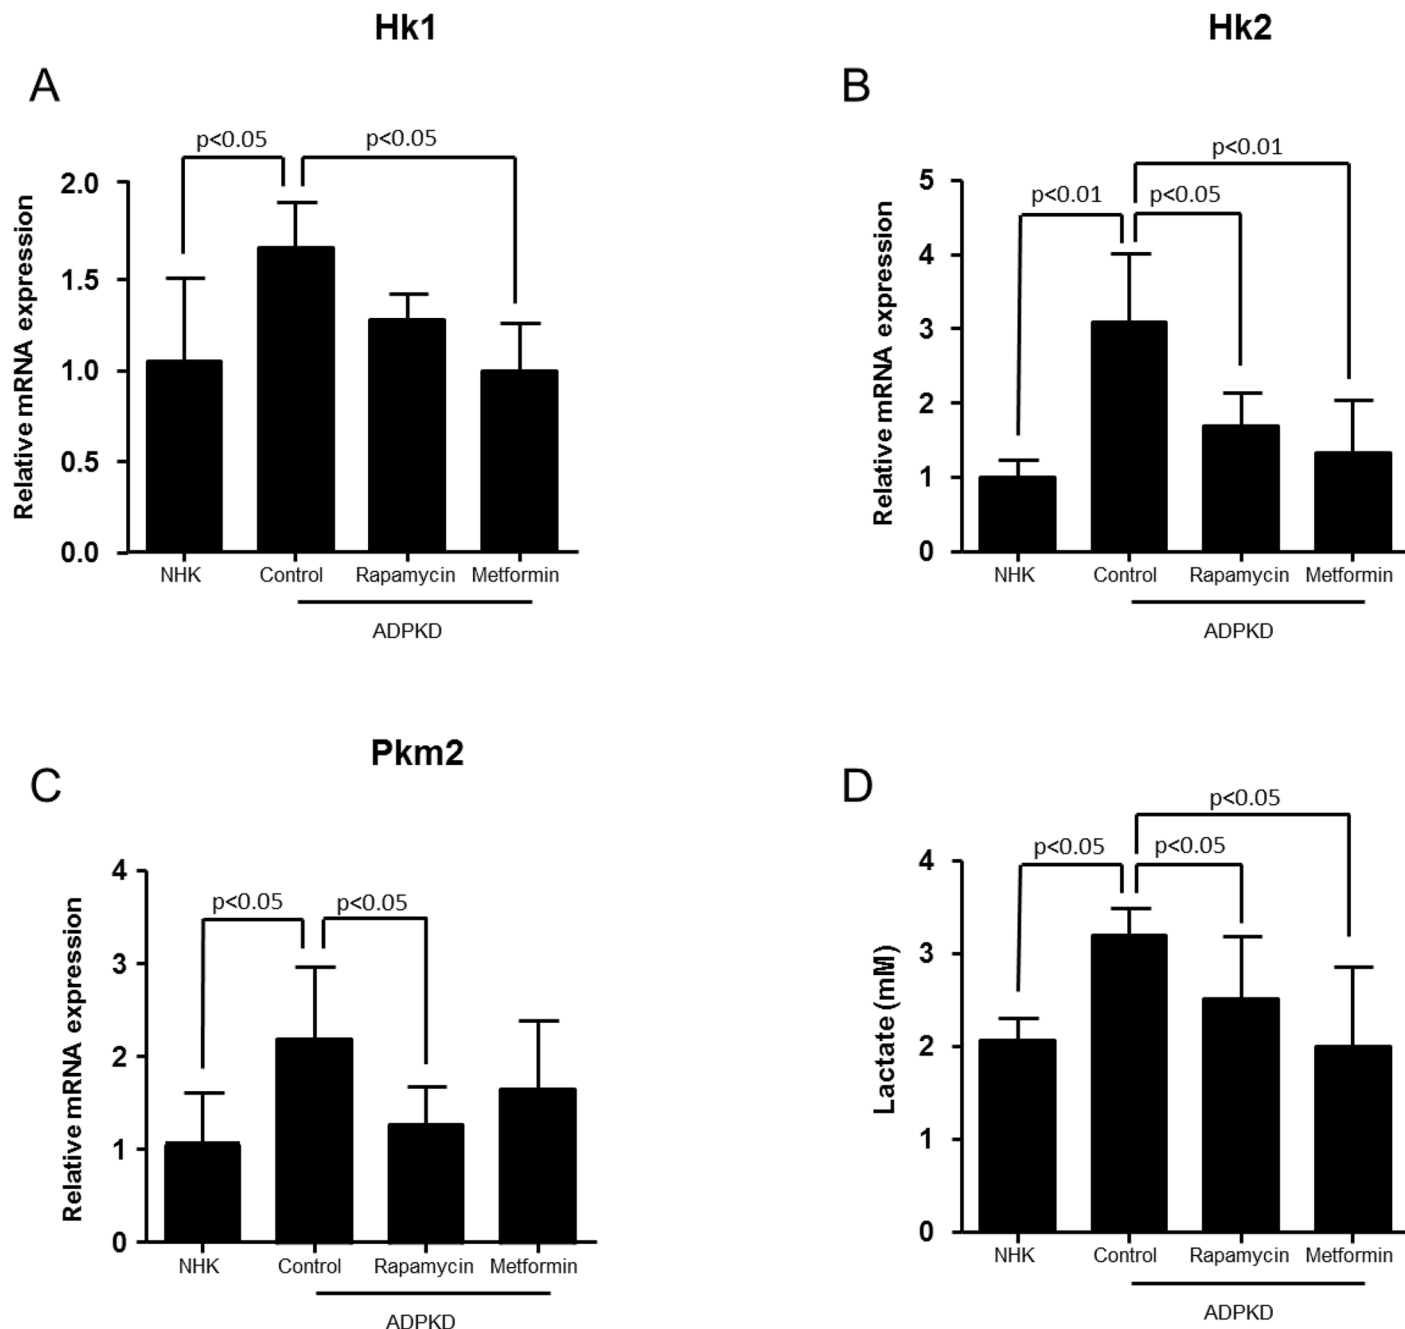 Hk1
A
p<0.05
p<0.05
Relative mRNA expression
2.0
1.5
1.0
0.5
0.0
NHK
Control
Rapamycin
Metformin
ADPKD
Hk2
B
p<0.01
p<0.01
p<0.05
Relative mRNA expression
5
4
3
2
1
0
NHK
Control
Rapamycin
Metformin
ADPKD
Pkm2
C
p<0.05
p<0.05
Relative mRNA expression
4
3
2
1
0
NHK
Control
Rapamycin
Metformin
ADPKD
D
p<0.05
p<0.05
p<0.05
Lactate (mM)
4
3
2
1
0
NHK
Control
Rapamycin
Metformin
ADPKD